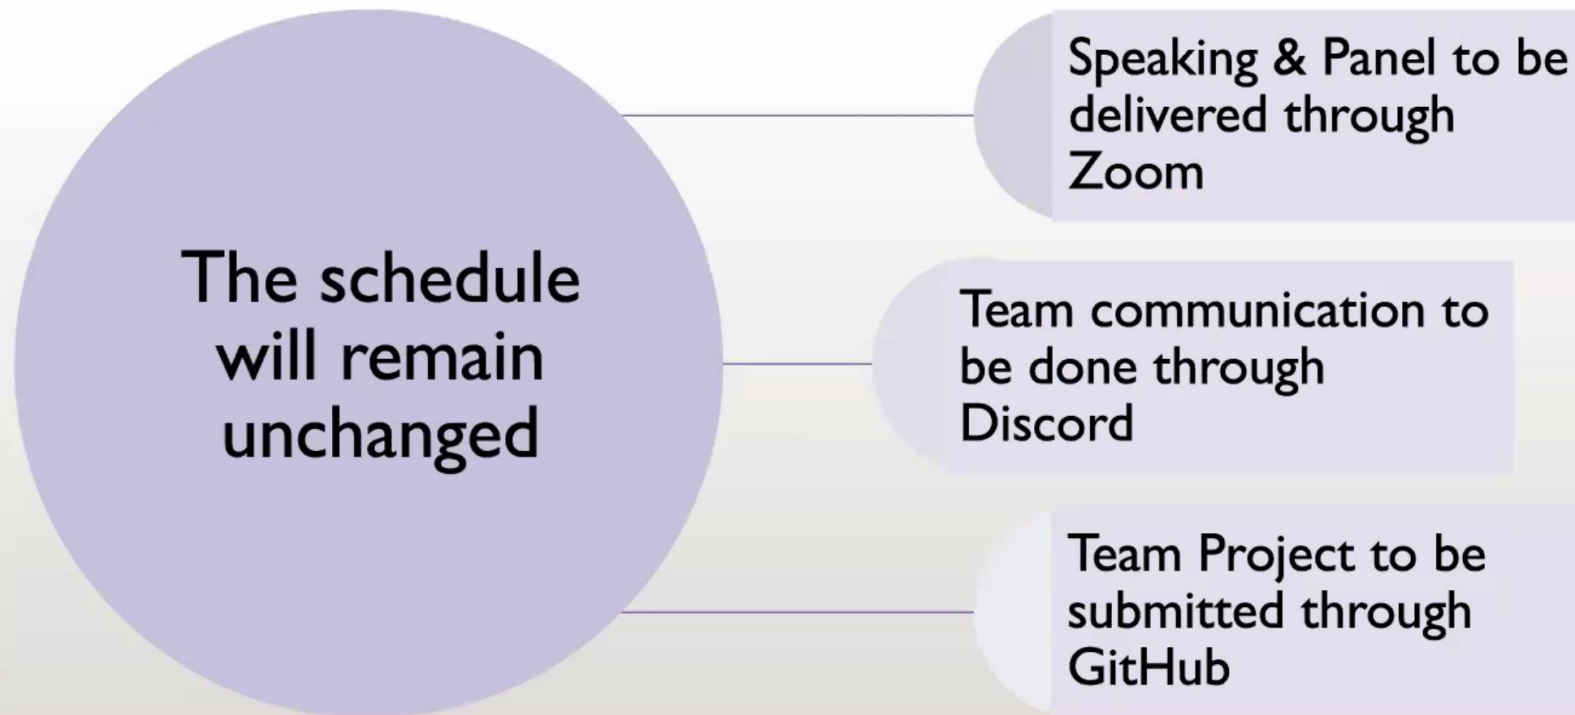 The schedule
will remain
unchanged
Speaking & Panel to be
delivered through
Zoom
Team communication to
be done through
Discord
Team Project to be
submitted through
GitHub